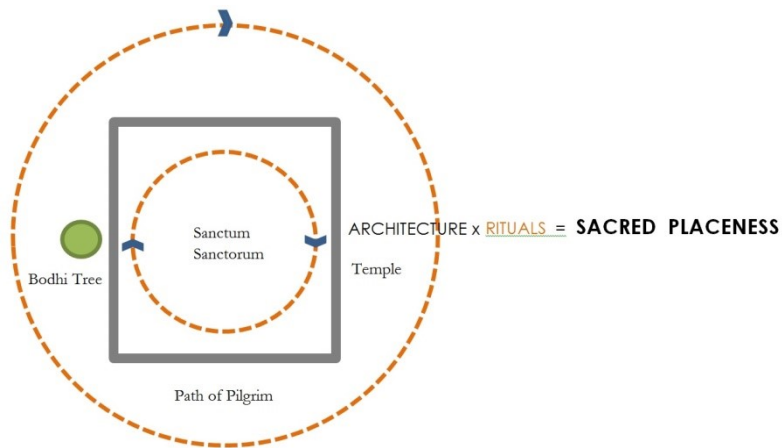 Sanctum
Sanctorum
ARCHITECTURE x RITUALS = SACRED PLACENESS
Bodhi Tree
Temple
Path of Pilgrim